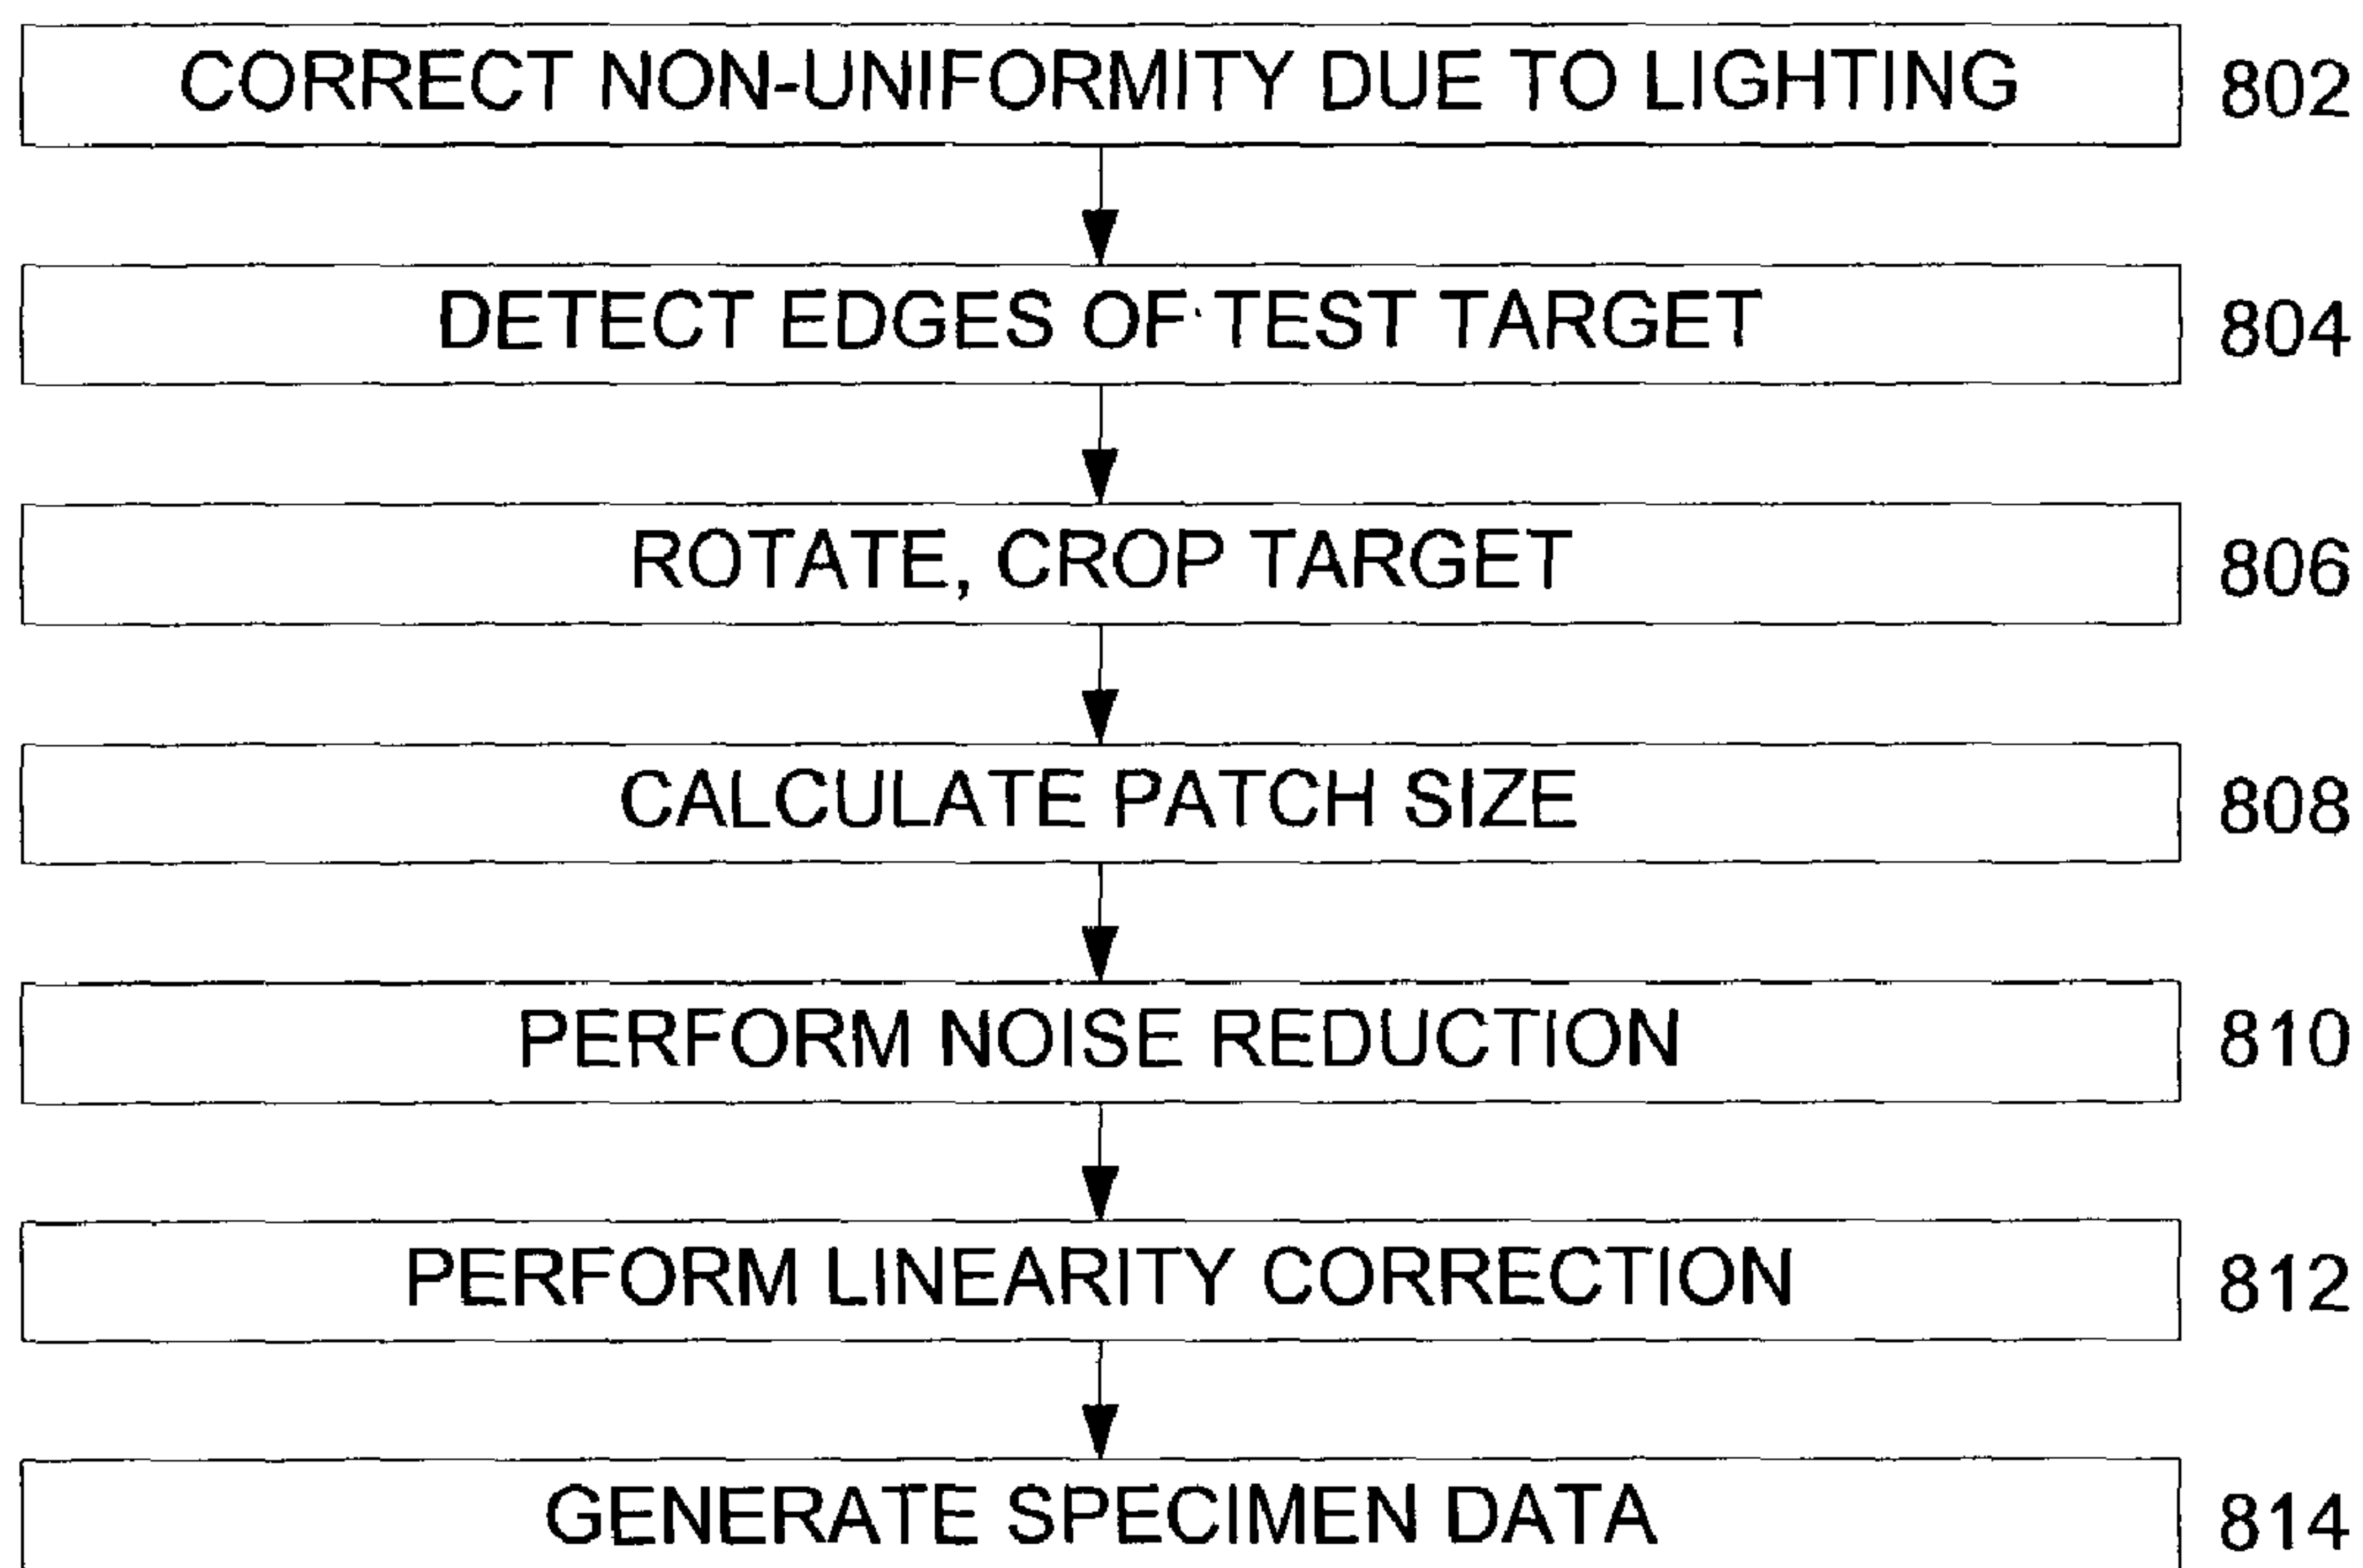 CORRECT NON-UNIFORMITY DUE TO LIGHTING 802
DETECT EDGES OF TEST TARGET 804
ROTATE, CROP TARGET 806
CALCULATE PATCH SIZE 808
PERFORM NOISE REDUCTION 810
PERFORM LINEARITY CORRECTION 812
GENERATE SPECIMEN DATA 814